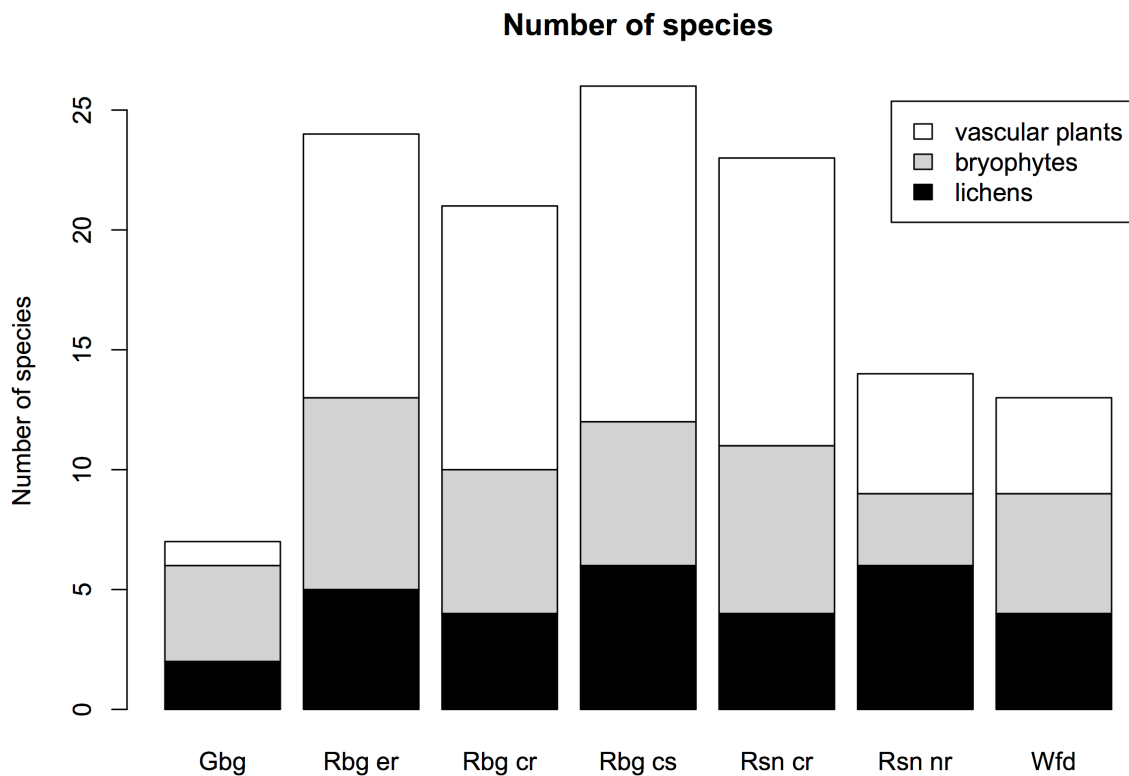 Number of species
vascular plants
bryophytes
lichens
Number of species
25
20
15
10
5
0
Gbg Rbg er Rbg cr Rbg cs Rsn cr Rsn nr Wfd